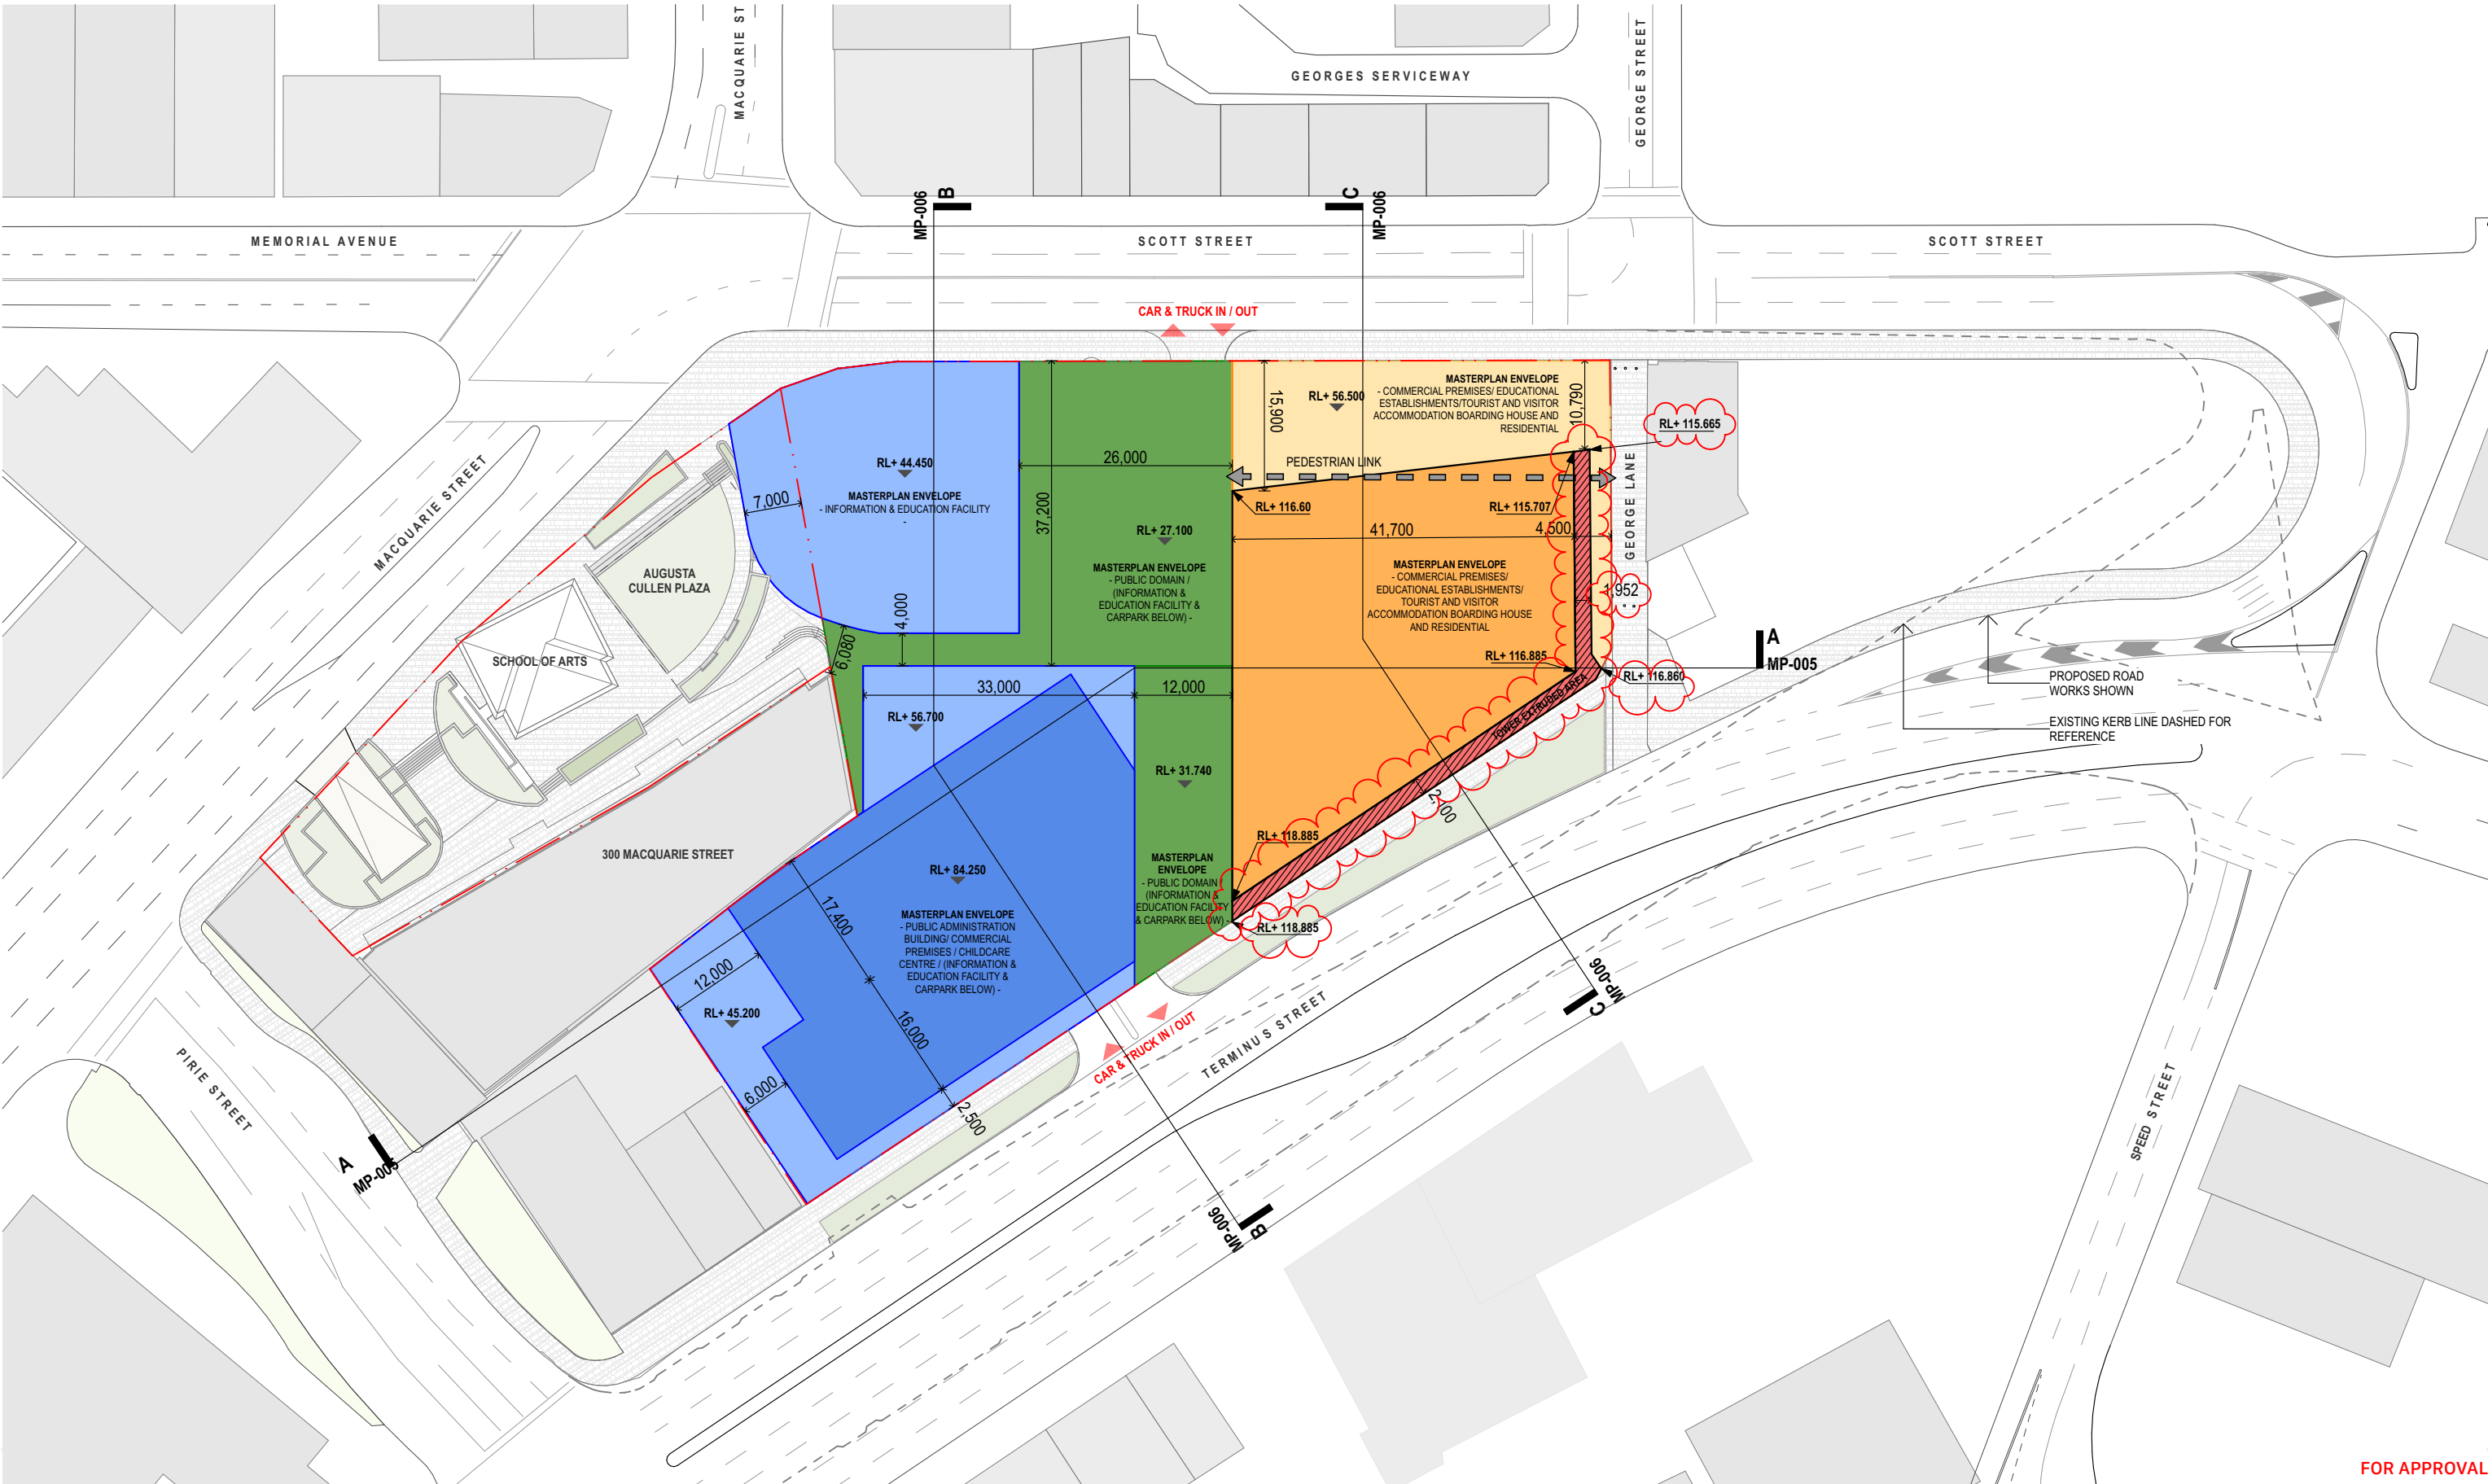 MACQUARIE ST
GEORGES SERVICEWAY
GEORGE STREET
MP-006
B
C
MP-006
MEMORIAL AVENUE
SCOTT STREET
SCOTT STREET
CAR & TRUCK IN / OUT
MASTERPLAN ENVELOPE
- COMMERCIAL PREMISES/ EDUCATIONAL
ESTABLISHMENTS/TOURIST AND VISITOR
ACCOMMODATION BOARDING HOUSE AND
RESIDENTIAL
RL+ 56.500
15,900
10,790
RL+ 115.665
MACQUARIE STREET
RL+ 44.450
26,000
PEDESTRIAN LINK
MASTERPLAN ENVELOPE
- INFORMATION & EDUCATION FACILITY
-
7,000
37,200
RL+ 116.60
RL+ 115.707
GEORGE LANE
RL+ 27.100
41,700
4,500
AUGUSTA
CULLEN PLAZA
MASTERPLAN ENVELOPE
- PUBLIC DOMAIN /
(INFORMATION &
EDUCATION FACILITY &
CARPARK BELOW) -
MASTERPLAN ENVELOPE
- COMMERCIAL PREMISES/
EDUCATIONAL ESTABLISHMENTS/
TOURIST AND VISITOR
ACCOMMODATION BOARDING HOUSE
AND RESIDENTIAL
1,952
4,000
6,080
SCHOOL OF ARTS
RL+ 116.885
A
MP-005
RL+ 116.860
PROPOSED ROAD
WORKS SHOWN
33,000
12,000
TOWER EXTRUDED AREA
RL+ 56.700
EXISTING KERB LINE DASHED FOR
REFERENCE
RL+ 31.740
RL+ 118.885
300 MACQUARIE STREET
MASTERPLAN
ENVELOPE
- PUBLIC DOMAIN /
(INFORMATION &
EDUCATION FACILITY
& CARPARK BELOW) -
RL+ 84.250
17,400
MASTERPLAN ENVELOPE
- PUBLIC ADMINISTRATION
BUILDING/ COMMERCIAL
PREMISES / CHILDCARE
CENTRE / (INFORMATION &
EDUCATION FACILITY &
CARPARK BELOW) -
RL+ 118.885
12,000
RL+ 45.200
MP-006
C
16,000
CAR & TRUCK IN / OUT
TERMINUS STREET
PIRIE STREET
6,000
2,500
SPEED STREET
A
MP-005
MP-006
B
FOR APPROVAL